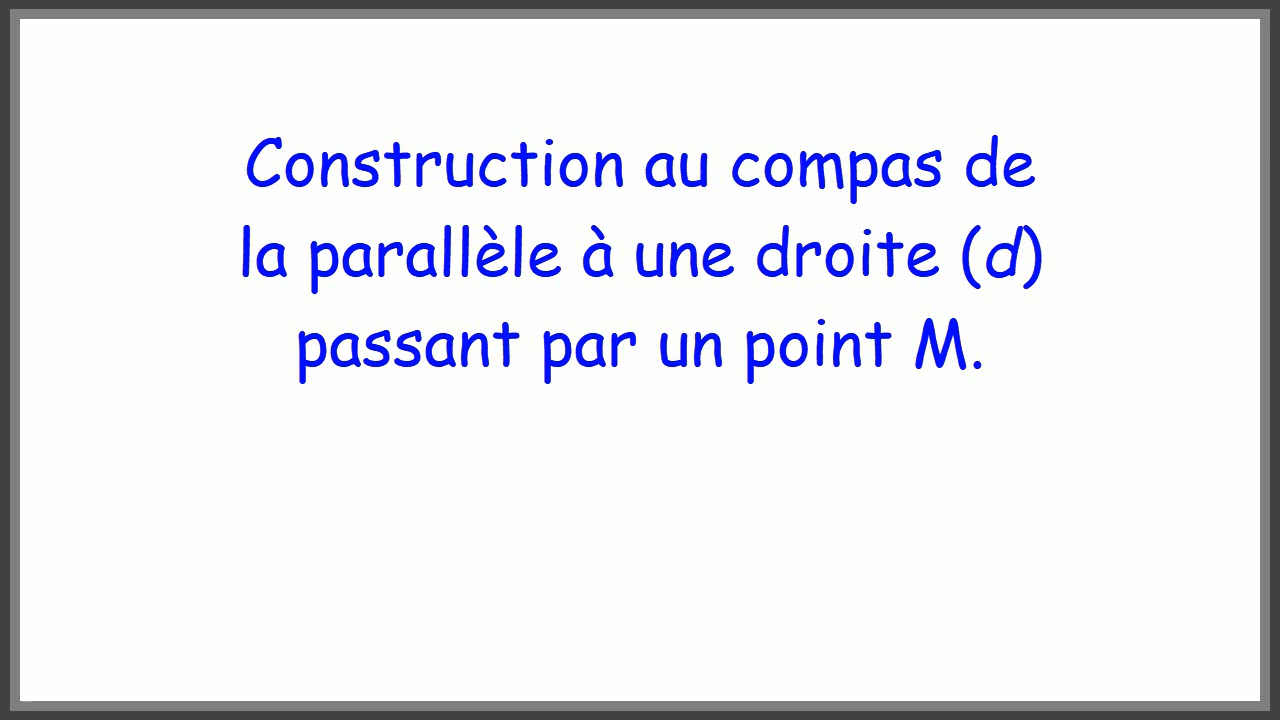 Construction au compas de
la parallèle à une droite (d)
passant par un point M.